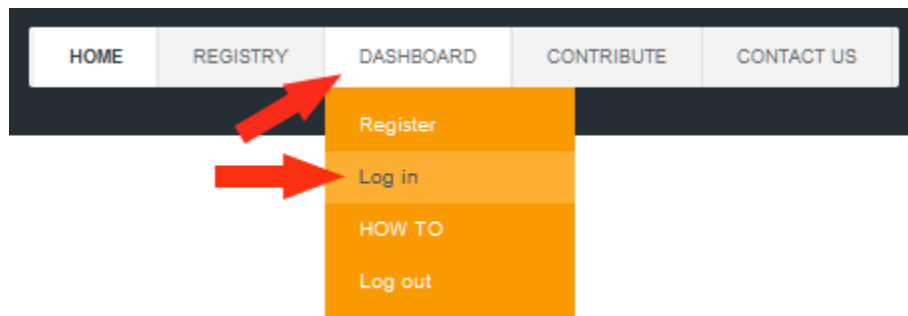 HOME REGISTRY DASHBOARD CONTRIBUTE CONTACT US
Register
Log in
HOW TO
Log out